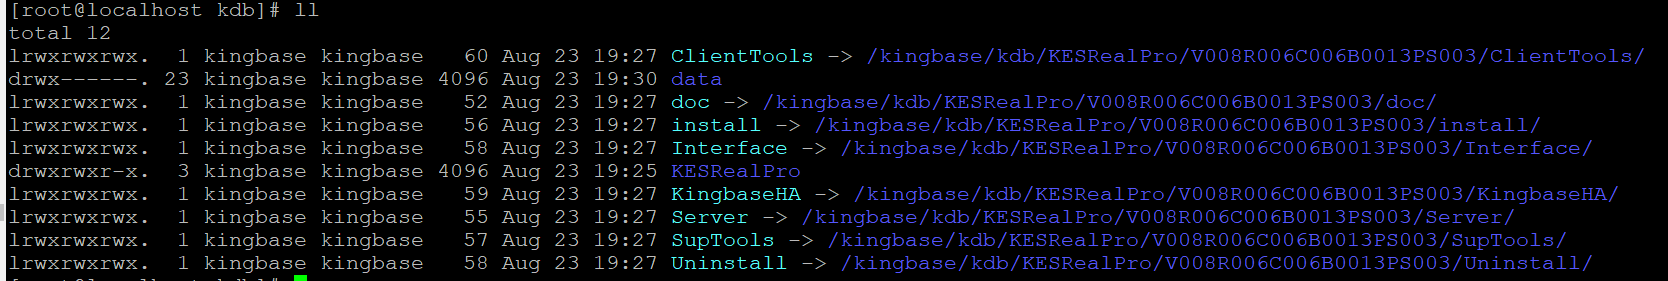 [root@localhost kdb]# ll
total 12
lrwxrwxrwx.  1 kingbase kingbase   60 Aug 23 19:27 ClientTools -> /kingbase/kdb/KESRealPro/V008R006C006B0013PS003/ClientTools/
drwx------. 23 kingbase kingbase 4096 Aug 23 19:30 data
lrwxrwxrwx.  1 kingbase kingbase   52 Aug 23 19:27 doc -> /kingbase/kdb/KESRealPro/V008R006C006B0013PS003/doc/
lrwxrwxrwx.  1 kingbase kingbase   56 Aug 23 19:27 install -> /kingbase/kdb/KESRealPro/V008R006C006B0013PS003/install/
lrwxrwxrwx.  1 kingbase kingbase   58 Aug 23 19:27 Interface -> /kingbase/kdb/KESRealPro/V008R006C006B0013PS003/Interface/
drwxrwxr-x.  3 kingbase kingbase 4096 Aug 23 19:25 KESRealPro
lrwxrwxrwx.  1 kingbase kingbase   59 Aug 23 19:27 KingbaseHA -> /kingbase/kdb/KESRealPro/V008R006C006B0013PS003/KingbaseHA/
lrwxrwxrwx.  1 kingbase kingbase   55 Aug 23 19:27 Server -> /kingbase/kdb/KESRealPro/V008R006C006B0013PS003/Server/
lrwxrwxrwx.  1 kingbase kingbase   57 Aug 23 19:27 SupTools -> /kingbase/kdb/KESRealPro/V008R006C006B0013PS003/SupTools/
lrwxrwxrwx.  1 kingbase kingbase   58 Aug 23 19:27 Uninstall -> /kingbase/kdb/KESRealPro/V008R006C006B0013PS003/Uninstall/
[root@localhost kdb]#